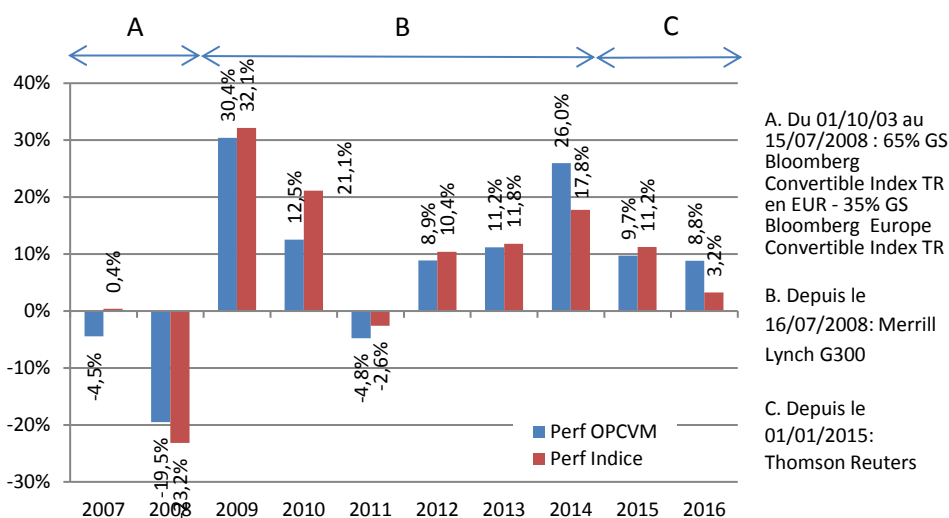 A B C
40%
30%
20%
10%
0%
-10%
-20%
-30%
-4,5%
0,4%
-19,5%
-23,2%
30,4%
32,1%
12,5%
21,1%
-4,8%
-2,6%
8,9%
10,4%
11,2%
11,8%
26,0%
17,8%
9,7%
11,2%
8,8%
3,2%
Perf OPCVM
Perf Indice
2007 2008 2009 2010 2011 2012 2013 2014 2015 2016
A. Du 01/10/03 au
15/07/2008 : 65% GS
Bloomberg
Convertible Index TR
en EUR - 35% GS
Bloomberg Europe
Convertible Index TR
B. Depuis le
16/07/2008: Merrill
Lynch G300
C. Depuis le
01/01/2015:
Thomson Reuters